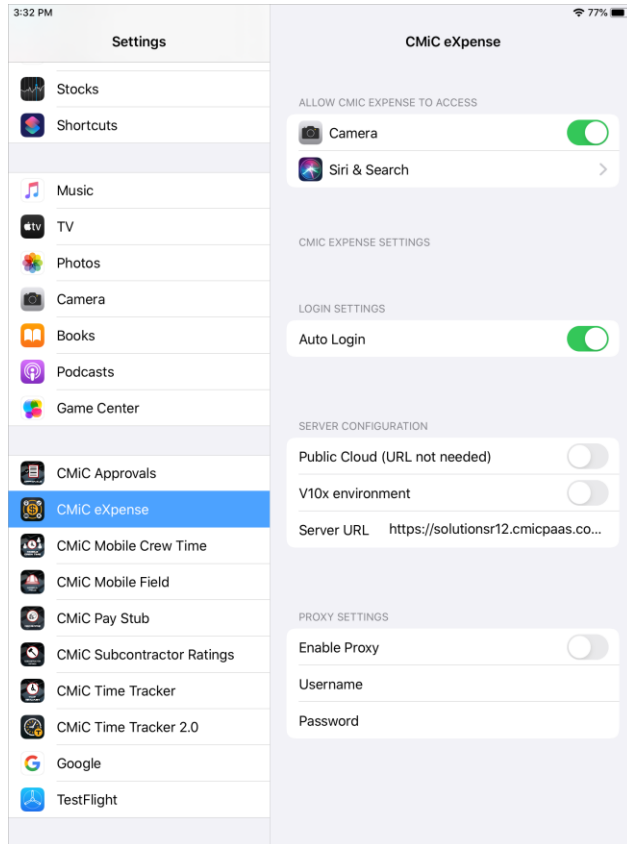 3:32 PM
77%
Settings
Stocks
Shortcuts
Music
tv
TV
Photos
Camera
Books
Podcasts
Game Center
CMiC Approvals
CMiC eXpense
CMiC Mobile Crew Time
CMiC Mobile Field
CMiC Pay Stub
CMiC Subcontractor Ratings
CMiC Time Tracker
CMiC Time Tracker 2.0
Google
TestFlight
CMiC eXpense
ALLOW CMIC EXPENSE TO ACCESS
Camera
Siri & Search
CMIC EXPENSE SETTINGS
LOGIN SETTINGS
Auto Login
SERVER CONFIGURATION
Public Cloud (URL not needed)
V10x environment
Server URL https://solutionsr12.cmicpaas.co...
PROXY SETTINGS
Enable Proxy
Username
Password